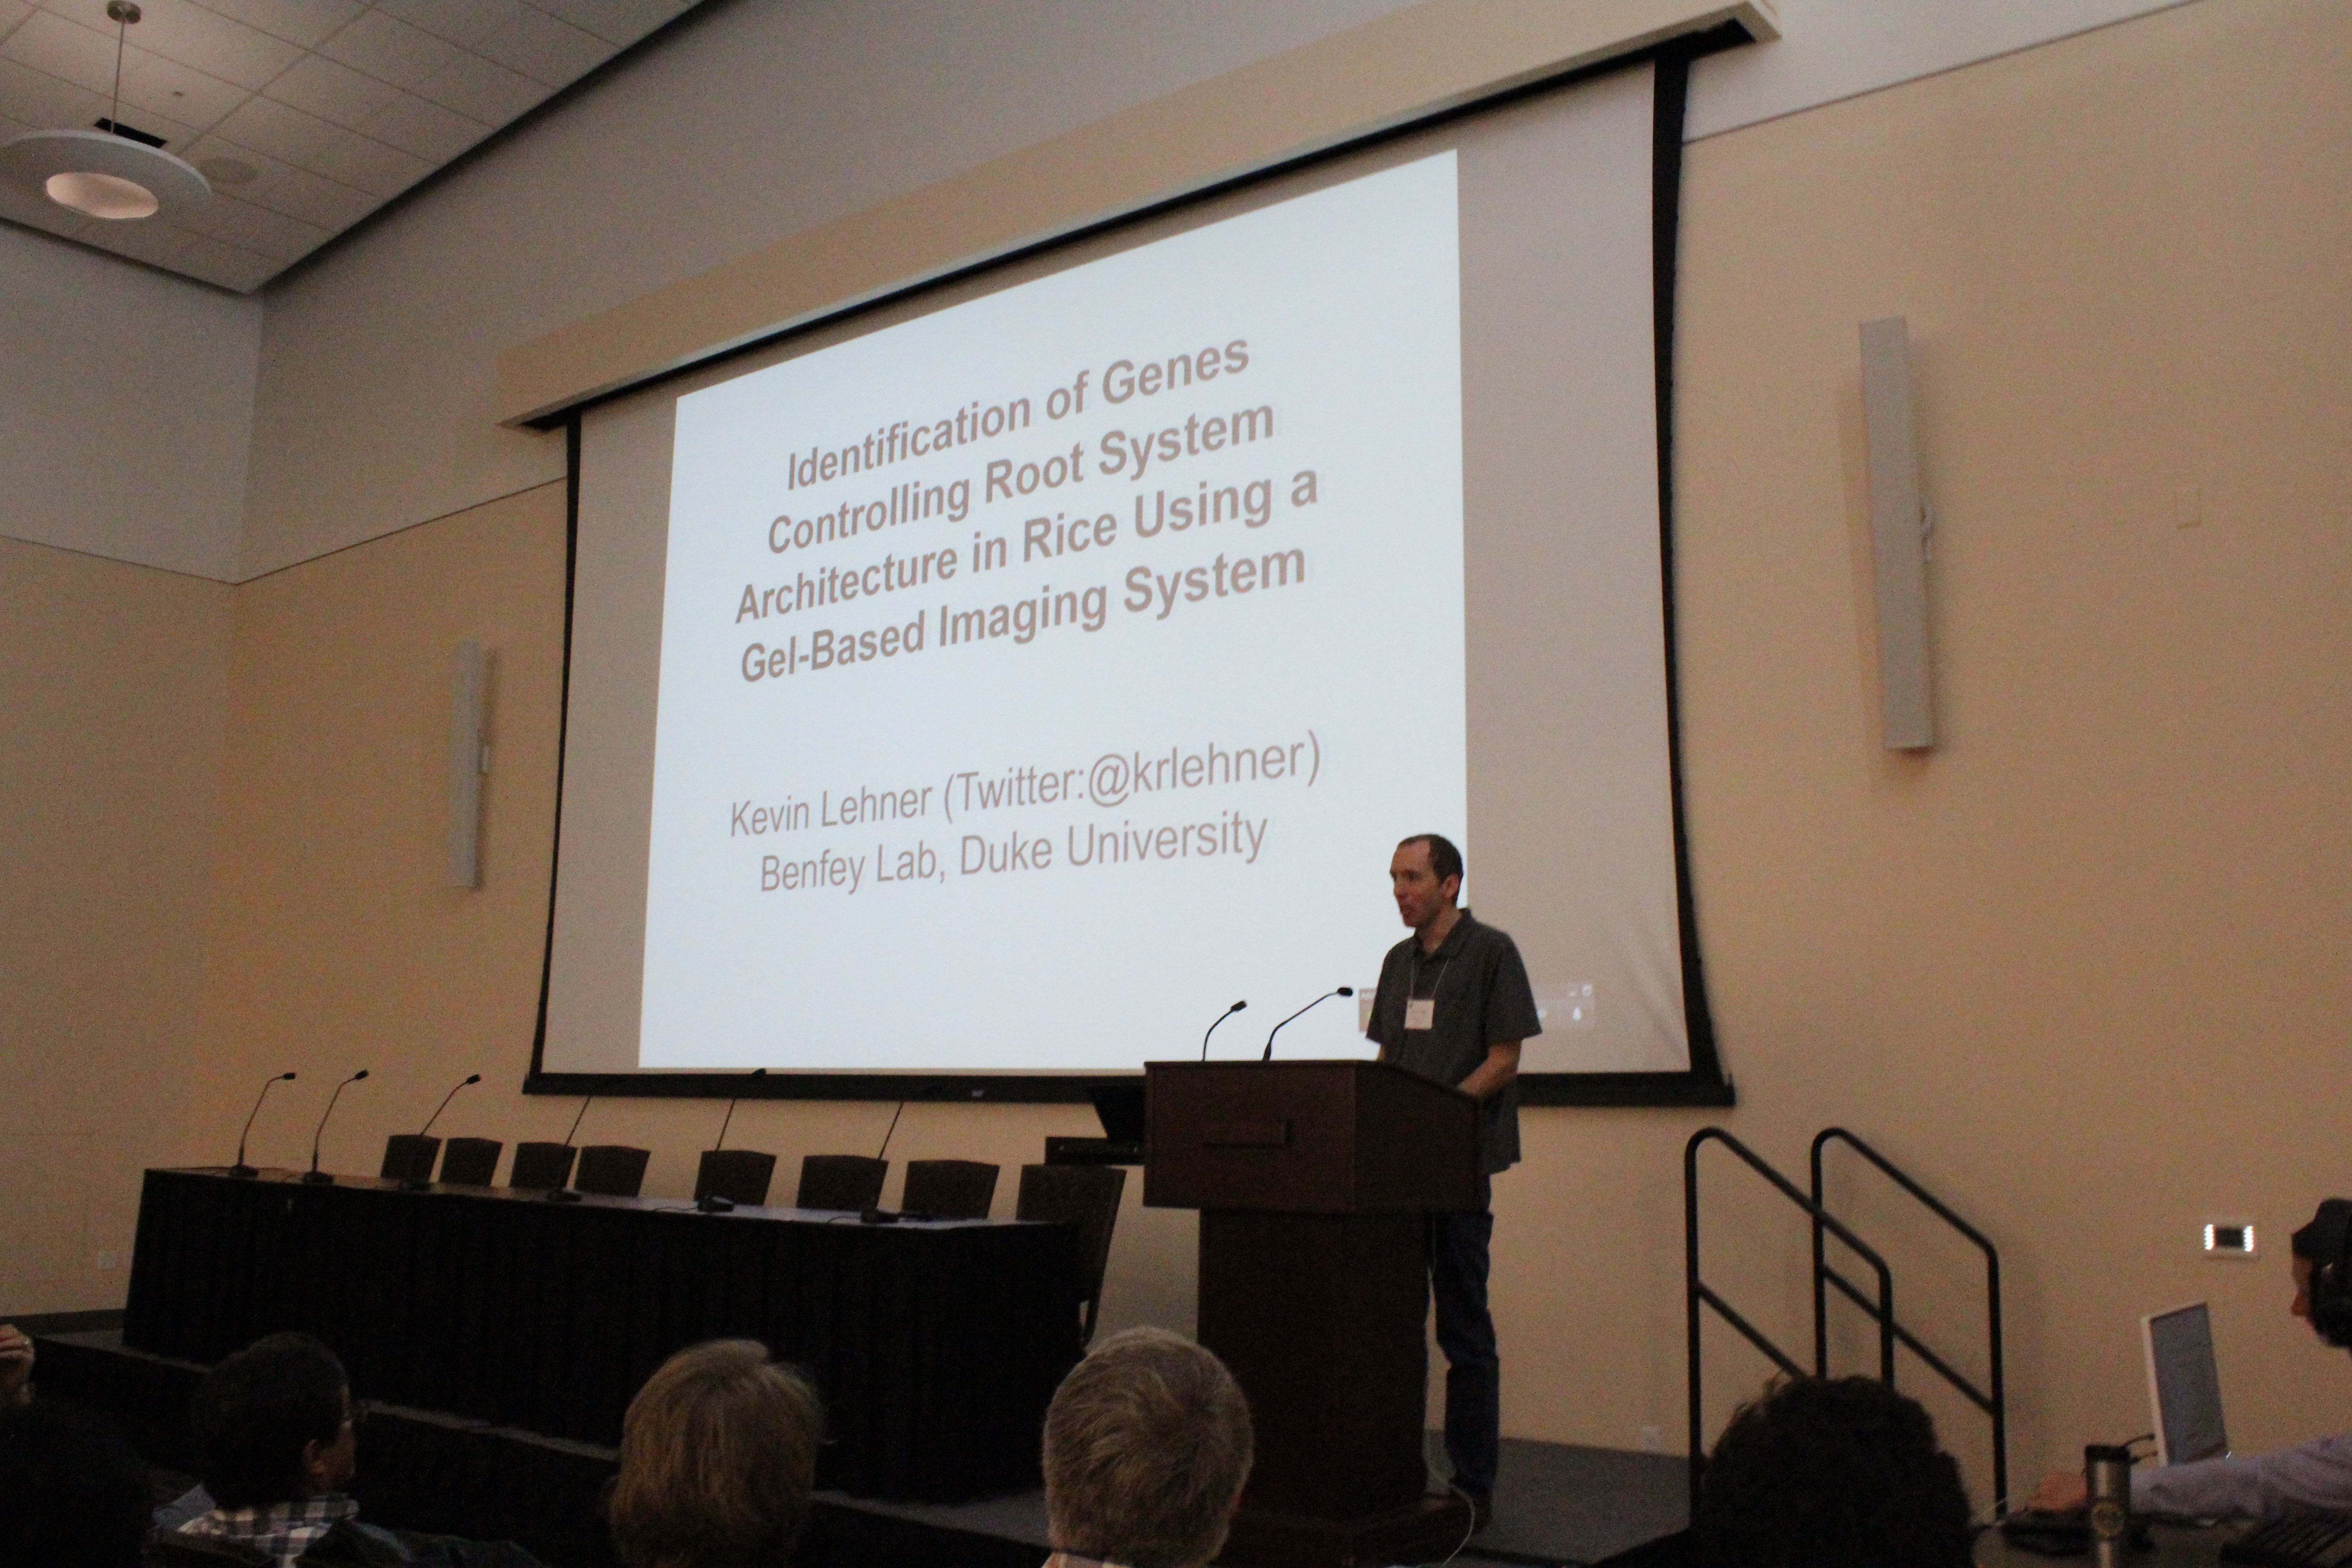 Identification of Genes
Controlling Root System
Architecture in Rice Using a
Gel-Based Imaging System
Kevin Lehner (Twitter:@krlehner)
Benfey Lab, Duke University